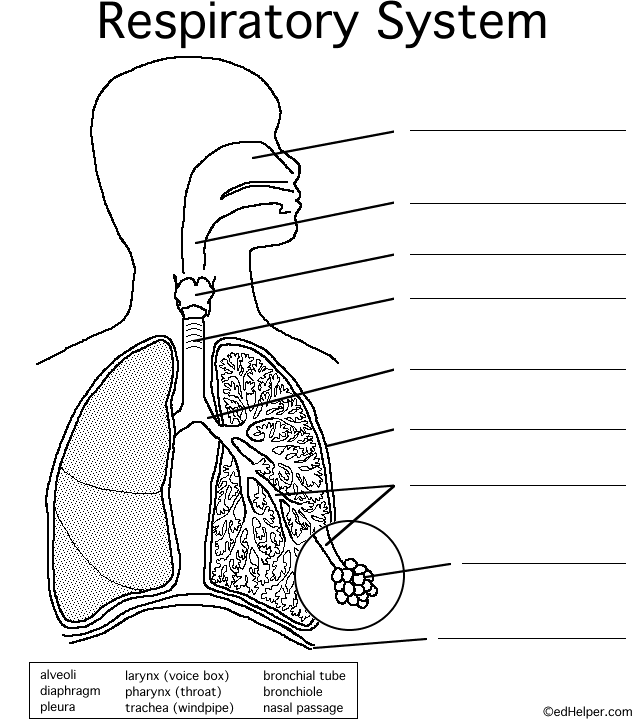 Respiratory System
alveoli larynx (voice box) bronchial tube
diaphragm pharynx (throat) bronchiole
pleura trachea (windpipe) nasal passage
©edHelper.com